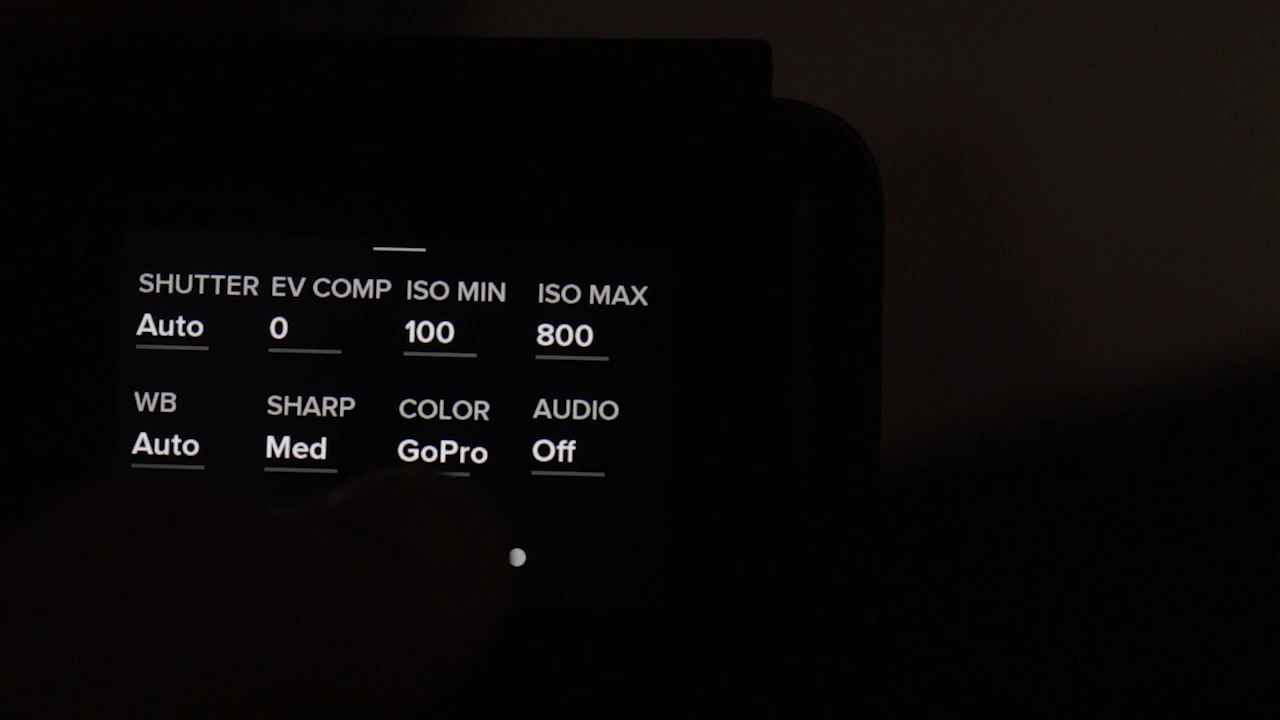 SHUTTER EV COMP ISO MIN ISO MAX
Auto 0 100 800
WB SHARP COLOR AUDIO
Auto Med GoPro Off